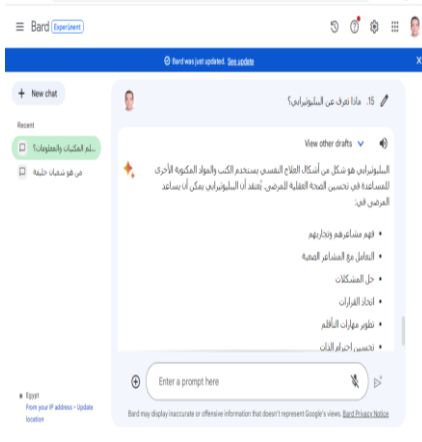 Bard Experiment
Bard was just updated. See update
X
+ New chat
Recent
علم المكتبات والمعلومات؟...
من هو شعبان خليفة
Egypt
From your IP address • Update
location
15. ماذا تعرف عن الببليوثيرابي؟
View other drafts
الببليوثيرابي هو شكل من أشكال العلاج النفسي يستخدم الكتب والمواد المكتوبة الأخرى
للمساعدة في تحسين الصحة العقلية للمرضى. يُعتقد أن الببليوثيرابي يمكن أن يساعد
المرضى في:
• فهم مشاعرهم وتجاربهم
• التعامل مع المشاعر الصعبة
• حل المشكلات
• اتخاذ القرارات
• تطوير مهارات التأقلم
• تحسين احترام الذات
Enter a prompt here
Bard may display inaccurate or offensive information that doesn't represent Google's views. Bard Privacy Notice